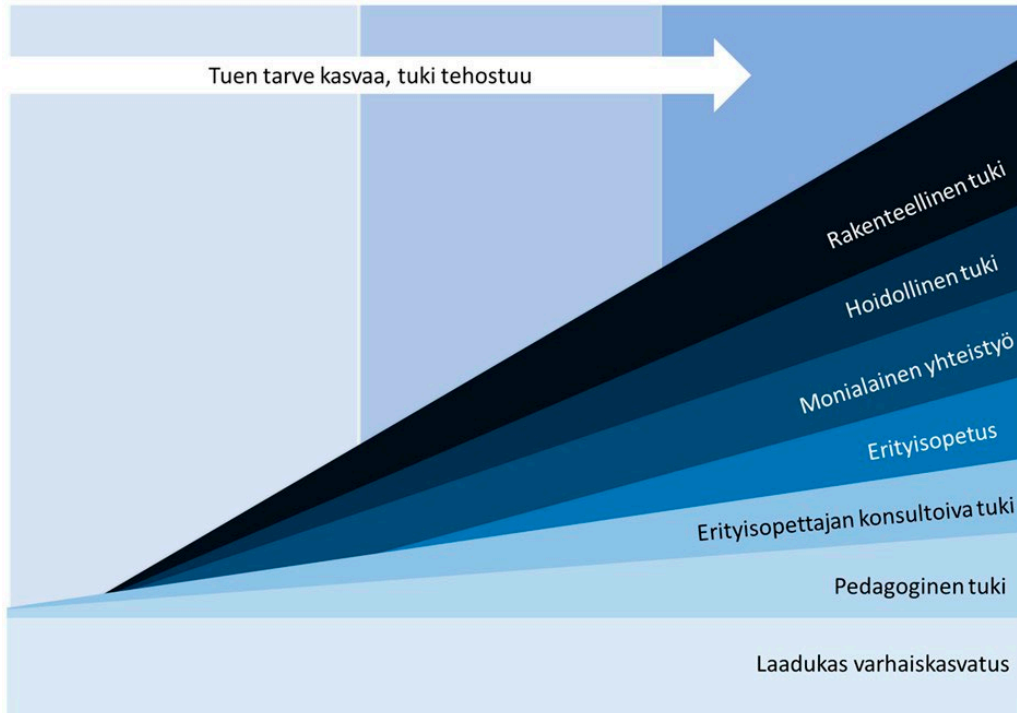 Tuen tarve kasvaa, tuki tehostuu
Rakenteellinen tuki
Hoidollinen tuki
Monialainen yhteistyö
Erityisopetus
Erityisopettajan konsultoiva tuki
Pedagoginen tuki
Laadukas varhaiskasvatus